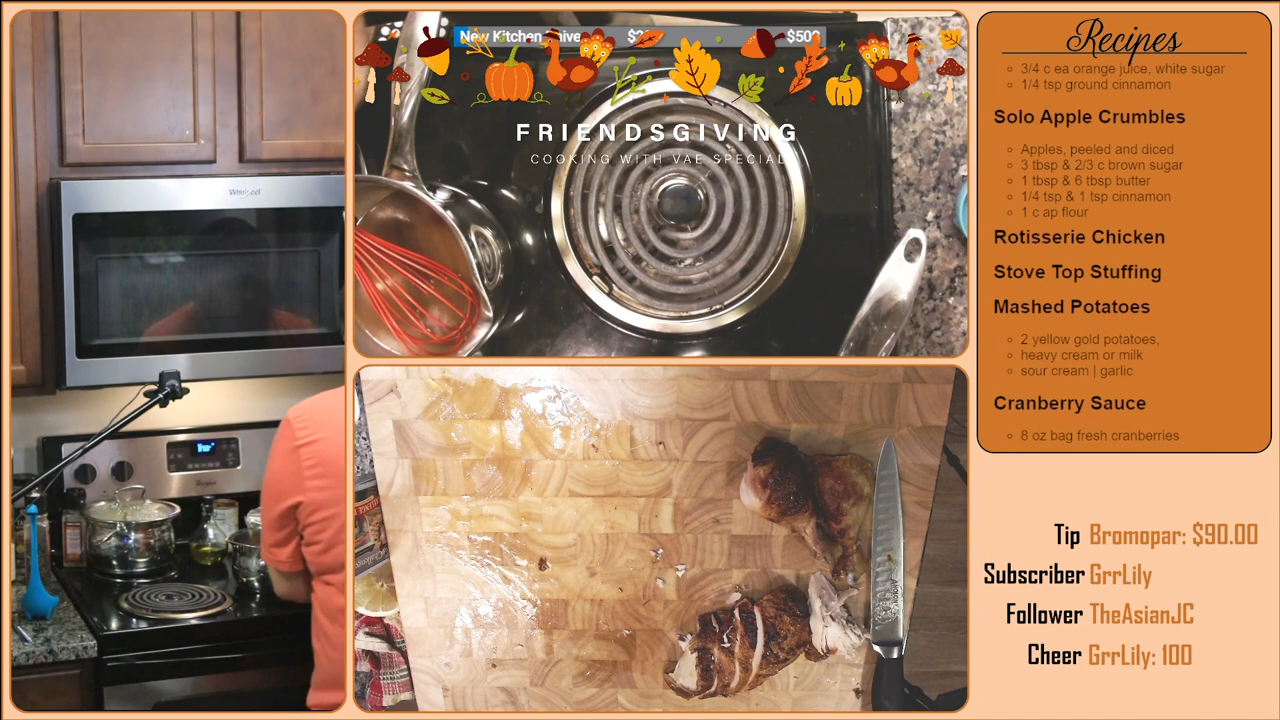 New Kitchen
$500
FRIENDSGIVING
COOKING WITH VAE SPECIAL
Whirlpool
Recipes
3/4 c ea orange juice, white sugar
1/4 tsp ground cinnamon
Solo Apple Crumbles
Apples, peeled and diced
3 tbsp & 2/3 c brown sugar
1 tbsp & 6 tbsp butter
1/4 tsp & 1 tsp cinnamon
1 c ap flour
Rotisserie Chicken
Stove Top Stuffing
Mashed Potatoes
2 yellow gold potatoes,
heavy cream or milk
sour cream | garlic
Cranberry Sauce
8 oz bag fresh cranberries
Tip Bromopar: $90.00
Subscriber GrrLily
Follower TheAsianJC
Cheer GrrLily: 100